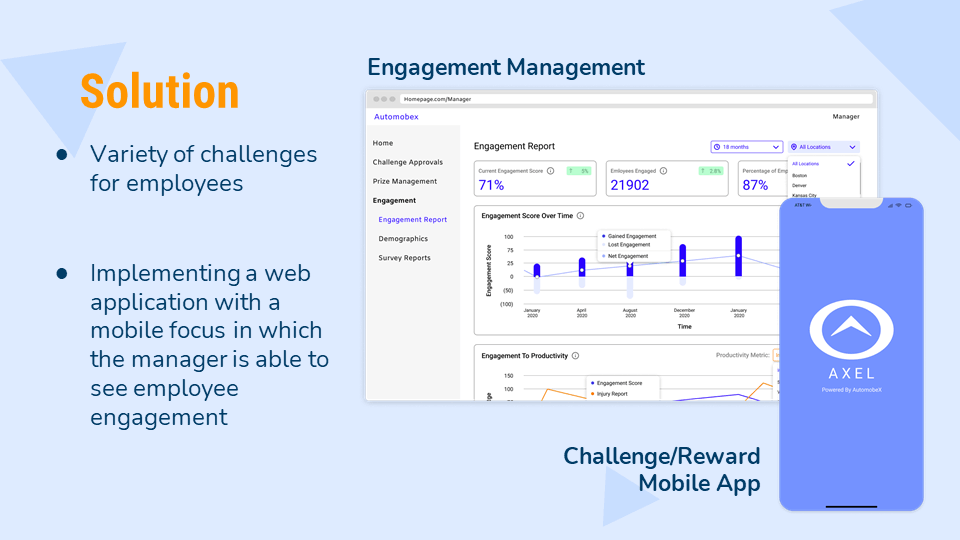 Solution
● Variety of challenges
for employees
● Implementing a web
application with a
mobile focus in which
the manager is able to
see employee
engagement
Engagement Management
Homepage.com/Manager
Automobex
Manager
Home
Challenge Approvals
Prize Management
Engagement
Engagement Report
Demographics
Survey Reports
Engagement Report
18 months
All Locations
All Locations
Boston
Denver
Kansas City
Current Engagement Score
↑ 3%
71%
Emloyees Engaged
↑ 2.8%
21902
Percentage of Emp
87%
Engagement Score Over Time
Engagement Score
100
75
25
0
(50)
(100)
Gained Engagement
Lost Engagement
Net Engagement
January
2020
April
2020
August
2020
December
2020
January
2020
Time
Engagement To Productivity
Productivity Metric:
150
100
50
Engagement Score
Injury Report
AXEL
Powered By AutomobeX
Challenge/Reward
Mobile App